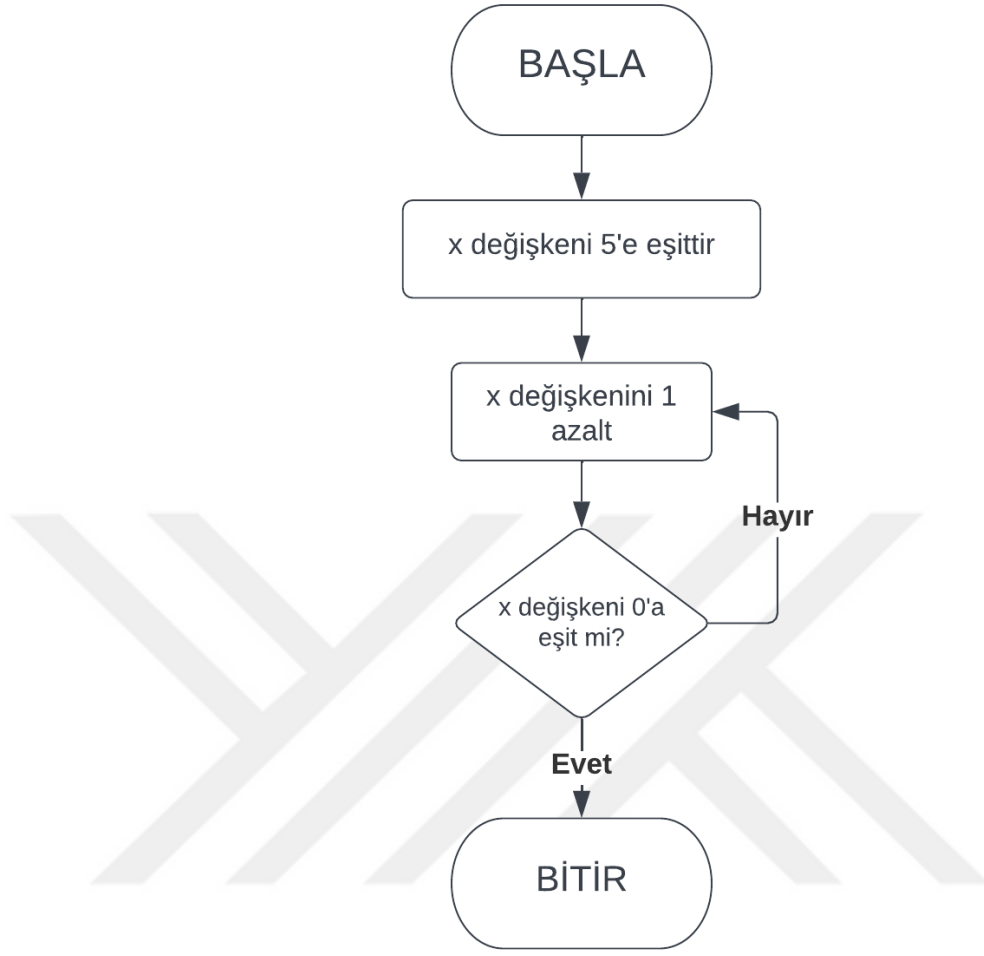 BAŞLA
x değişkeni 5'e eşittir
x değişkenini 1
azalt
Hayır
x değişkeni 0'a
eşit mi?
Evet
BİTİR